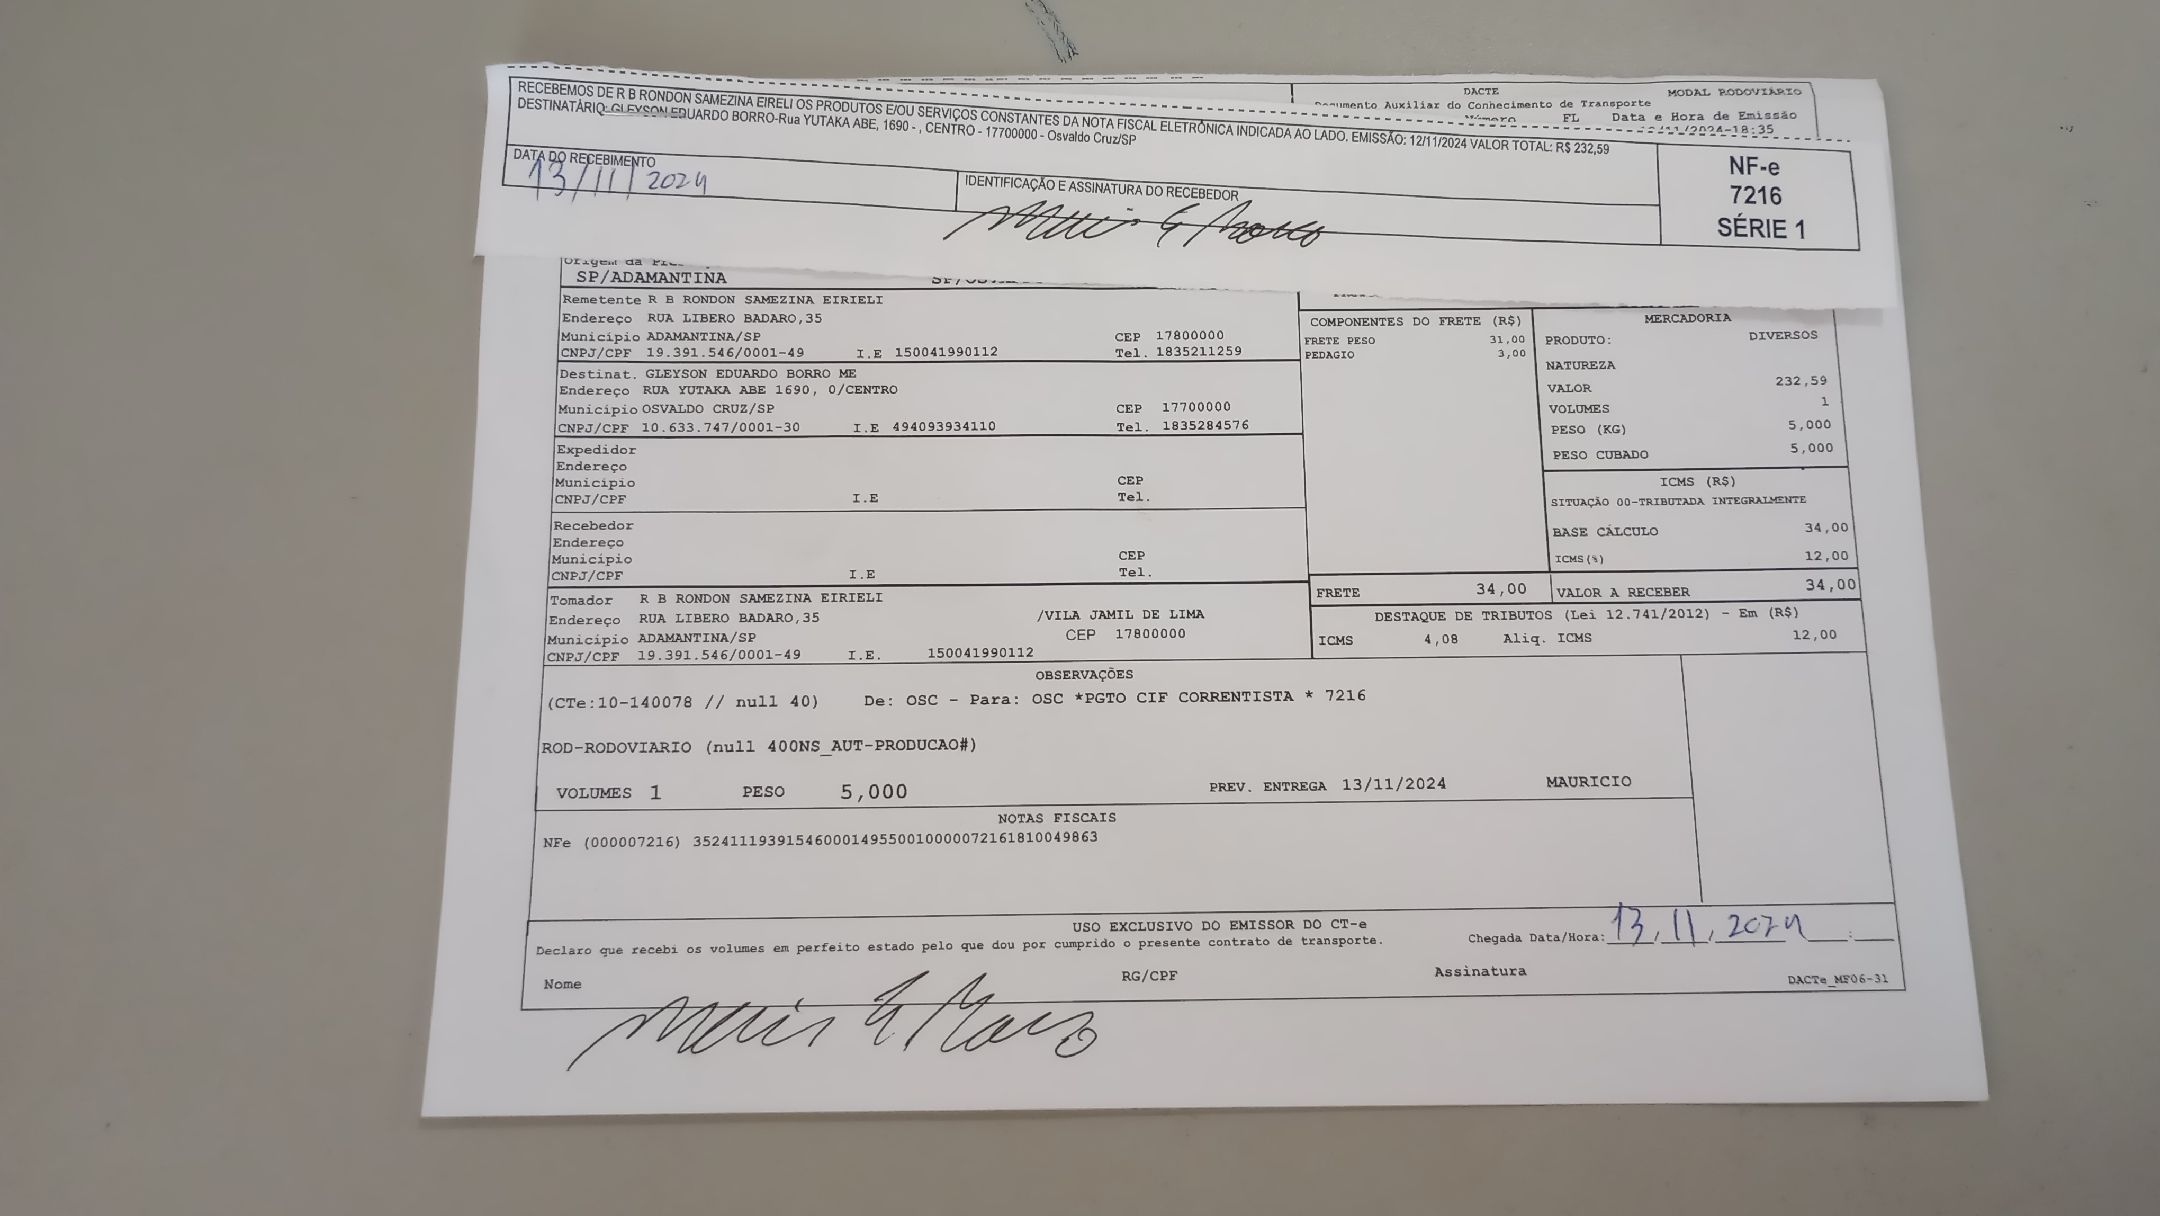 RECEBEMOS DE R B RONDON SAMEZINA EIRELI OS PRODUTOS E/OU SERVIÇOS CONSTANTES DA NOTA FISCAL ELETRÔNICA INDICADA AO LADO. EMISSÃO: 12/11/2024 VALOR TOTAL: R$ 232,59
DESTINATÁRIO: GLEYSON EDUARDO BORRO-Rua YUTAKA ABE, 1690 - , CENTRO - 17700000 - Osvaldo Cruz/SP
DATA DO RECEBIMENTO
13/11/2024
IDENTIFICAÇÃO E ASSINATURA DO RECEBEDOR
NF-e
7216
SÉRIE 1
DACTE
MODAL RODOVIÁRIO
Auxiliar do Conhecimento de Transporte
FL Data e Hora de Emissão
/11/2024-18:35
Origem da
SP/ADAMANTINA
Remetente R B RONDON SAMEZINA EIRIELI
Endereço RUA LIBERO BADARO,35
Município ADAMANTINA/SP CEP 17800000
CNPJ/CPF 19.391.546/0001-49 I.E 150041990112 Tel. 1835211259
Destinat. GLEYSON EDUARDO BORRO ME
Endereço RUA YUTAKA ABE 1690, 0/CENTRO
Município OSVALDO CRUZ/SP CEP 17700000
CNPJ/CPF 10.633.747/0001-30 I.E 494093934110 Tel. 1835284576
Expedidor
Endereço
Município CEP
CNPJ/CPF I.E Tel.
Recebedor
Endereço
Município CEP
CNPJ/CPF I.E Tel.
Tomador R B RONDON SAMEZINA EIRIELI
Endereço RUA LIBERO BADARO,35 /VILA JAMIL DE LIMA
Município ADAMANTINA/SP CEP 17800000
CNPJ/CPF 19.391.546/0001-49 I.E. 150041990112
COMPONENTES DO FRETE (R$)
FRETE PESO 31,00
PEDAGIO 3,00
MERCADORIA
PRODUTO: DIVERSOS
NATUREZA
VALOR 232,59
VOLUMES 1
PESO (KG) 5,000
PESO CUBADO 5,000
ICMS (R$)
SITUAÇÃO 00-TRIBUTADA INTEGRALMENTE
BASE CÁLCULO 34,00
ICMS(%) 12,00
FRETE 34,00 VALOR A RECEBER 34,00
DESTAQUE DE TRIBUTOS (Lei 12.741/2012) - Em (R$)
ICMS 4,08 Aliq. ICMS 12,00
OBSERVAÇÕES
(CTe:10-140078 // null 40) De: OSC - Para: OSC *PGTO CIF CORRENTISTA * 7216
ROD-RODOVIARIO (null 400NS_AUT-PRODUCAO#)
VOLUMES 1 PESO 5,000 PREV. ENTREGA 13/11/2024 MAURICIO
NOTAS FISCAIS
NFe (000007216) 35241119391546000149550010000072161810049863
USO EXCLUSIVO DO EMISSOR DO CT-e
Declaro que recebi os volumes em perfeito estado pelo que dou por cumprido o presente contrato de transporte.
Chegada Data/Hora: 13, 11, 2024 :
Nome RG/CPF Assinatura
DACTe_MF06-31